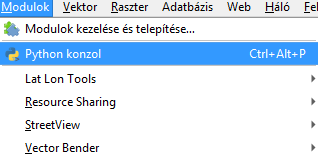 Modulok Vektor Raszter Adatbázis Web Háló
Modulok kezelése és telepítése...
Python konzol Ctrl+Alt+P
Lat Lon Tools
Resource Sharing
StreetView
Vector Bender